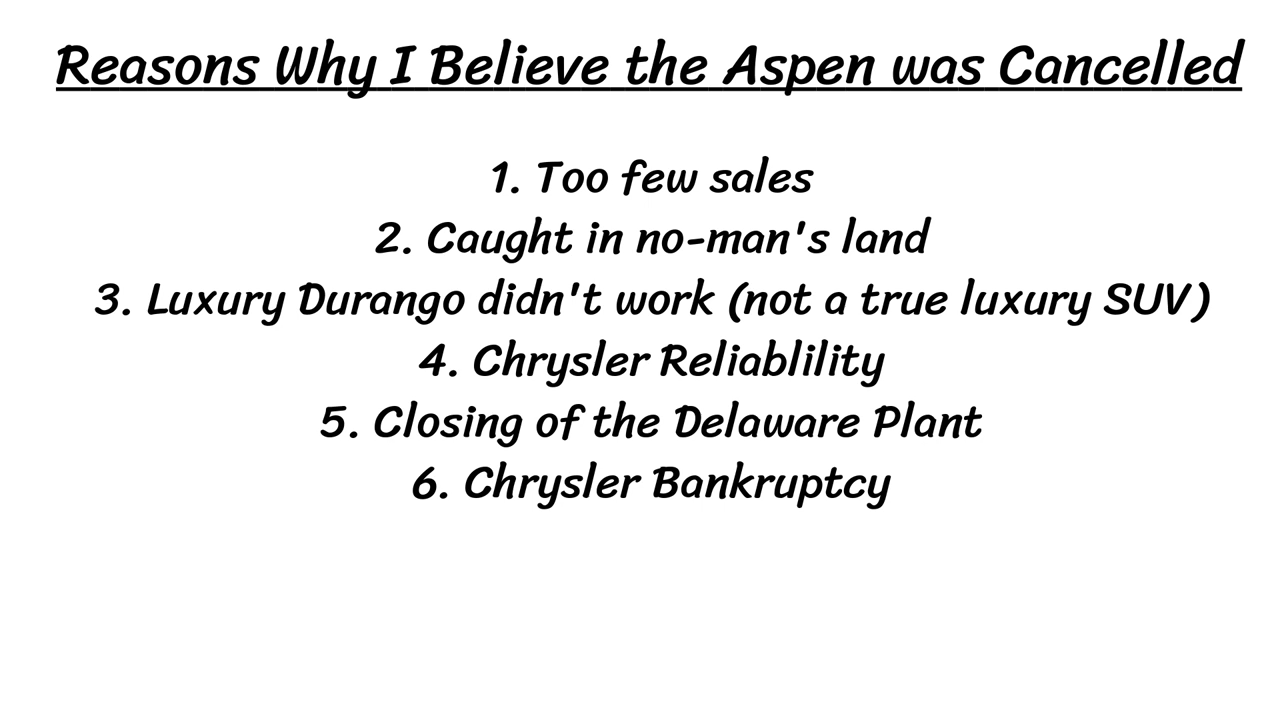 Reasons Why I Believe the Aspen was Cancelled
1. Too few sales
2. Caught in no-man's land
3. Luxury Durango didn't work (not a true luxury SUV)
4. Chrysler Reliablility
5. Closing of the Delaware Plant
6. Chrysler Bankruptcy